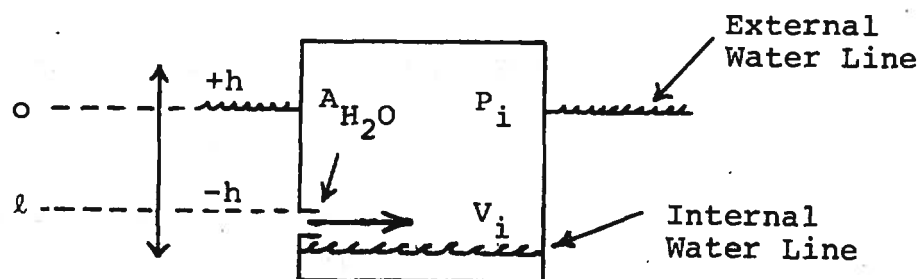 External
Water Line
+h
o
A
H₂O
P
i
-h
ℓ
V
i
Internal
Water Line